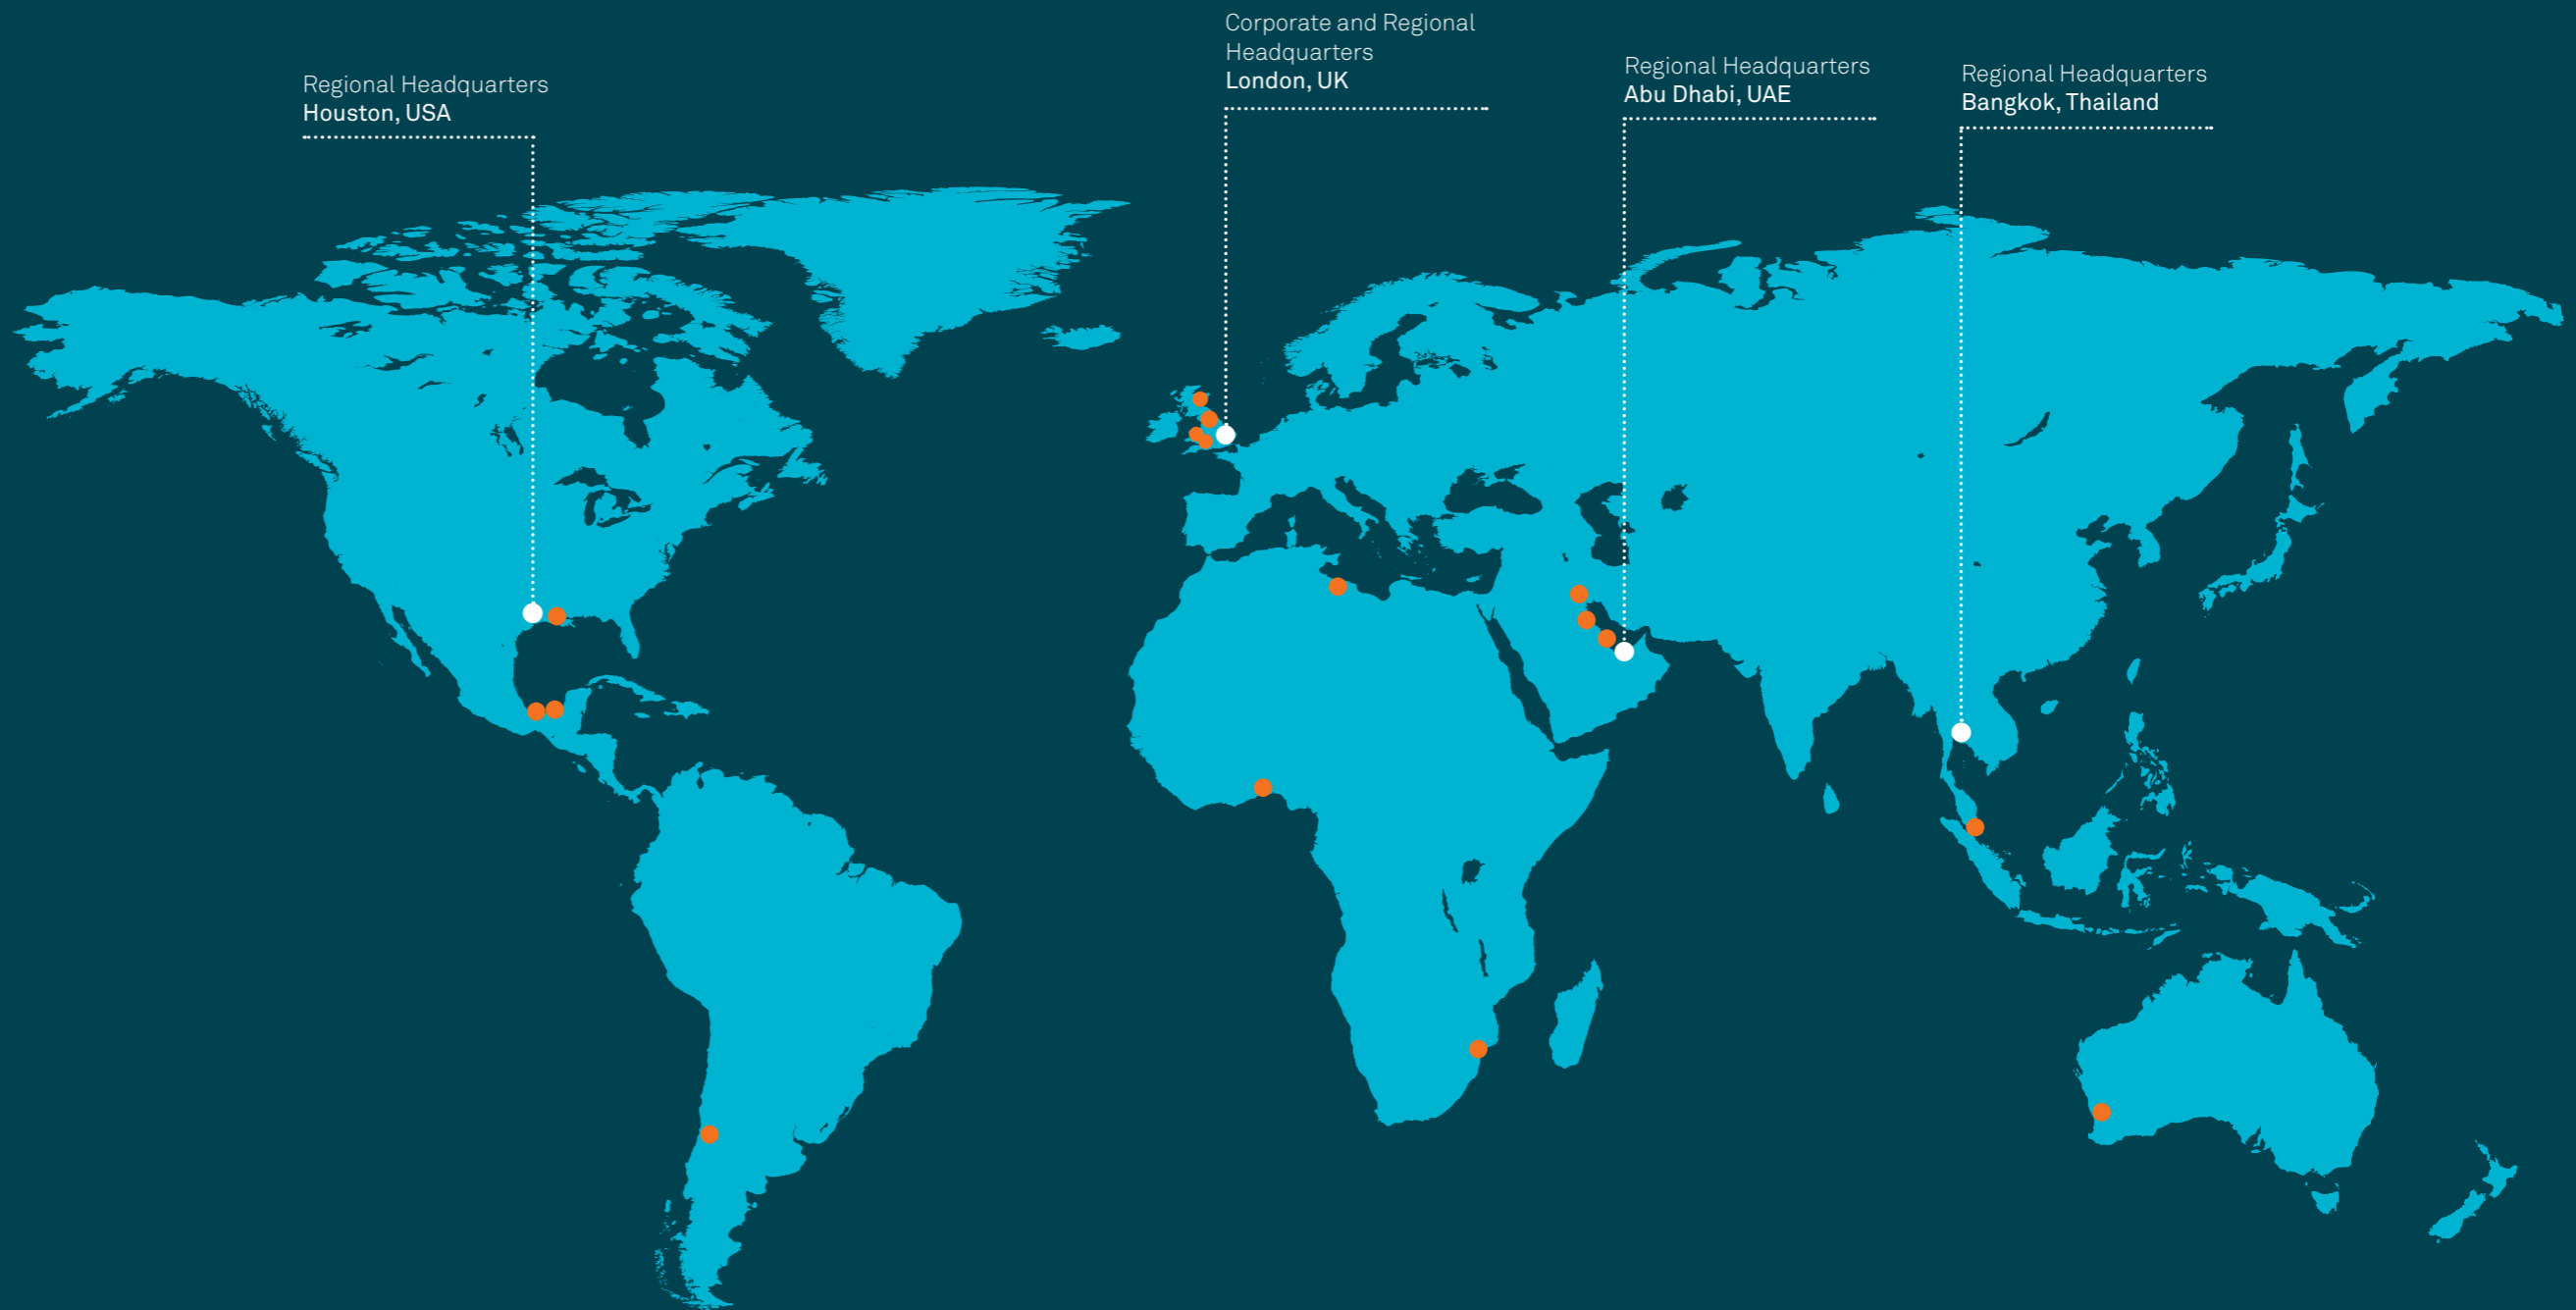 Regional Headquarters
Houston, USA
Corporate and Regional
Headquarters
London, UK
Regional Headquarters
Abu Dhabi, UAE
Regional Headquarters
Bangkok, Thailand